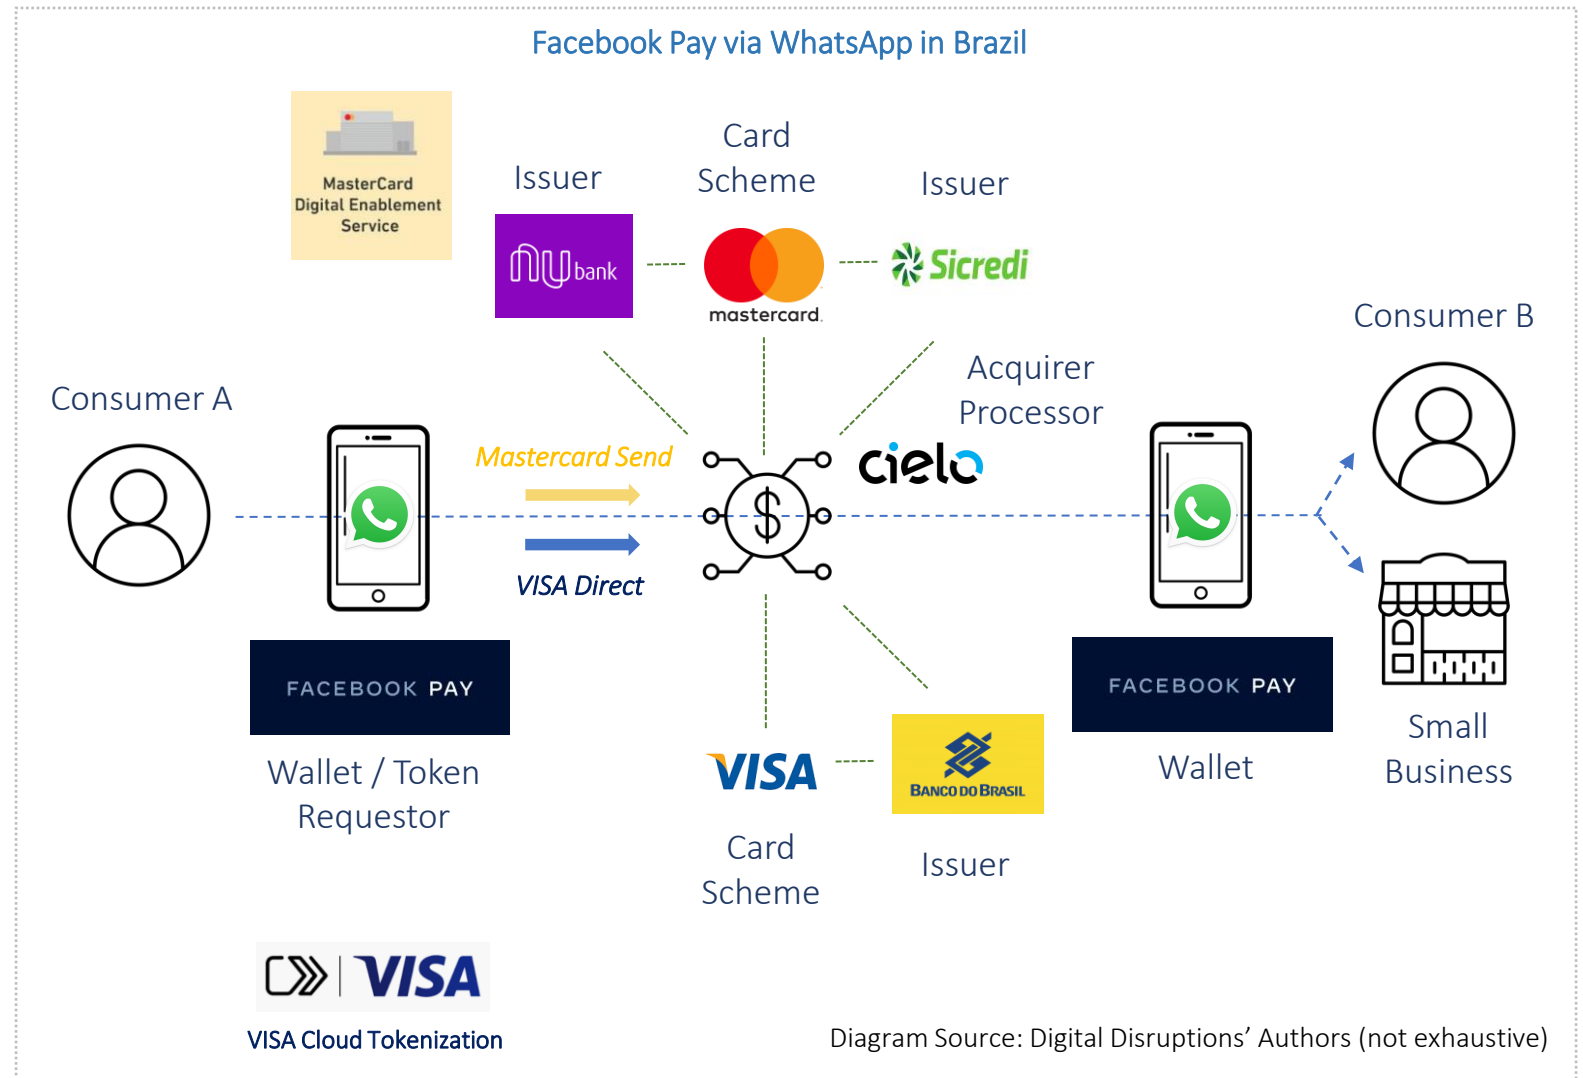 Facebook Pay via WhatsApp in Brazil
MasterCard
Digital Enablement
Service
Issuer
nu bank
Card
Scheme
mastercard.
Issuer
Sicredi
Consumer A
Mastercard Send
VISA Direct
Acquirer
Processor
cielo
Consumer B
FACEBOOK PAY
Wallet / Token
Requestor
$
VISA
Card
Scheme
BANCO DO BRASIL
Issuer
FACEBOOK PAY
Wallet
Small
Business
VISA
VISA Cloud Tokenization
Diagram Source: Digital Disruptions’ Authors (not exhaustive)